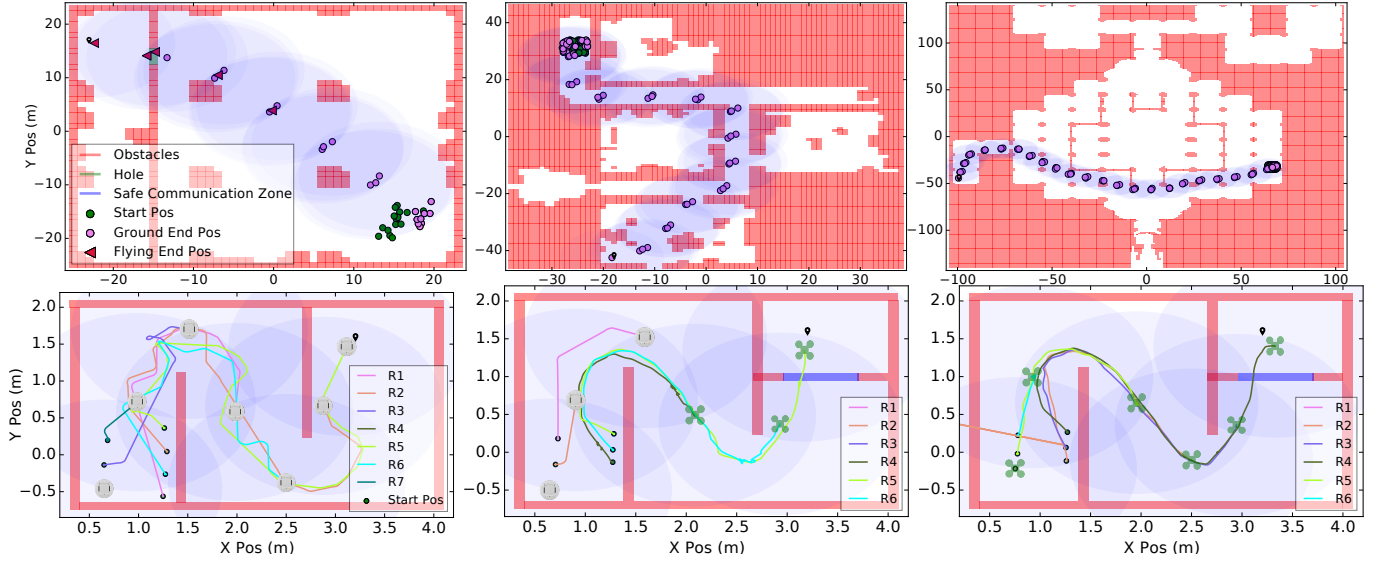 20
10
0
−10
−20
Y Pos (m)
Obstacles
Hole
Safe Communication Zone
Start Pos
Ground End Pos
Flying End Pos
−20 −10 0 10 20
40
20
0
−20
−40
−30 −20 −10 0 10 20 30
100
50
0
−50
−100
−100 −50 0 50 100
2.0
1.5
1.0
0.5
0.0
−0.5
Y Pos (m)
R1
R2
R3
R4
R5
R6
R7
Start Pos
0.5 1.0 1.5 2.0 2.5 3.0 3.5 4.0
X Pos (m)
2.0
1.5
1.0
0.5
0.0
−0.5
R1
R2
R3
R4
R5
R6
0.5 1.0 1.5 2.0 2.5 3.0 3.5 4.0
X Pos (m)
2.0
1.5
1.0
0.5
0.0
−0.5
R1
R2
R3
R4
R5
R6
0.5 1.0 1.5 2.0 2.5 3.0 3.5 4.0
X Pos (m)